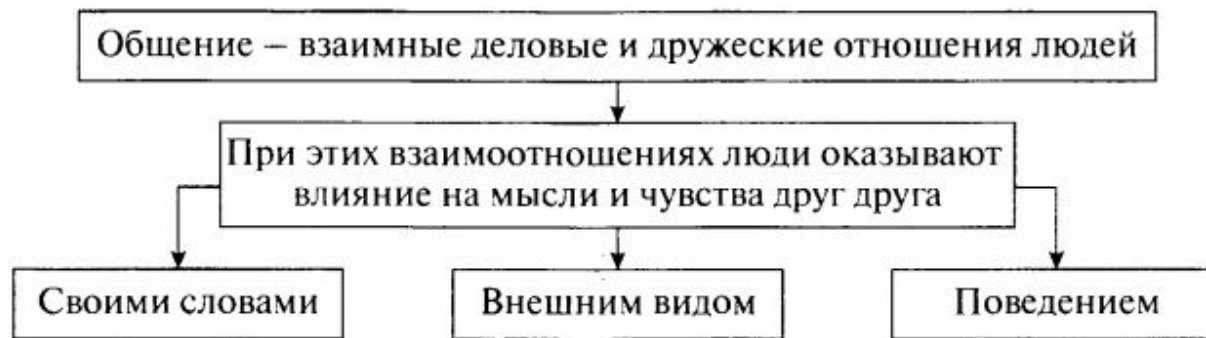 Общение – взаимные деловые и дружеские отношения людей
При этих взаимоотношениях люди оказывают
влияние на мысли и чувства друг друга
Своими словами
Внешним видом
Поведением